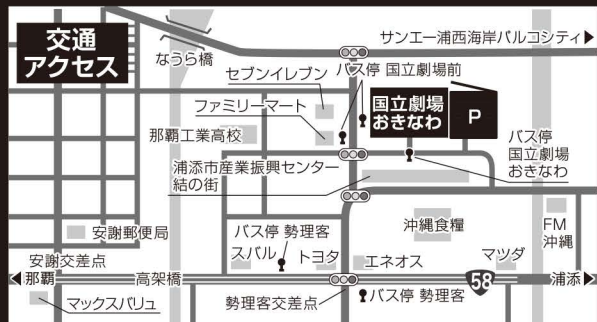 交通
アクセス
なうら橋
サンエー浦西海岸パルコシティ▶
セブンイレブン
バス停 国立劇場前
ファミリーマート
国立劇場
おきなわ
P
那覇工業高校
バス停
国立劇場
おきなわ
浦添市産業振興センター
結の街
安謝郵便局
バス停 勢理客
スバル
トヨタ
沖縄食糧
FM
沖縄
エネオス
マツダ
安謝交差点
那覇
高架橋
58
浦添
マックスバリュ
勢理客交差点
バス停 勢理客